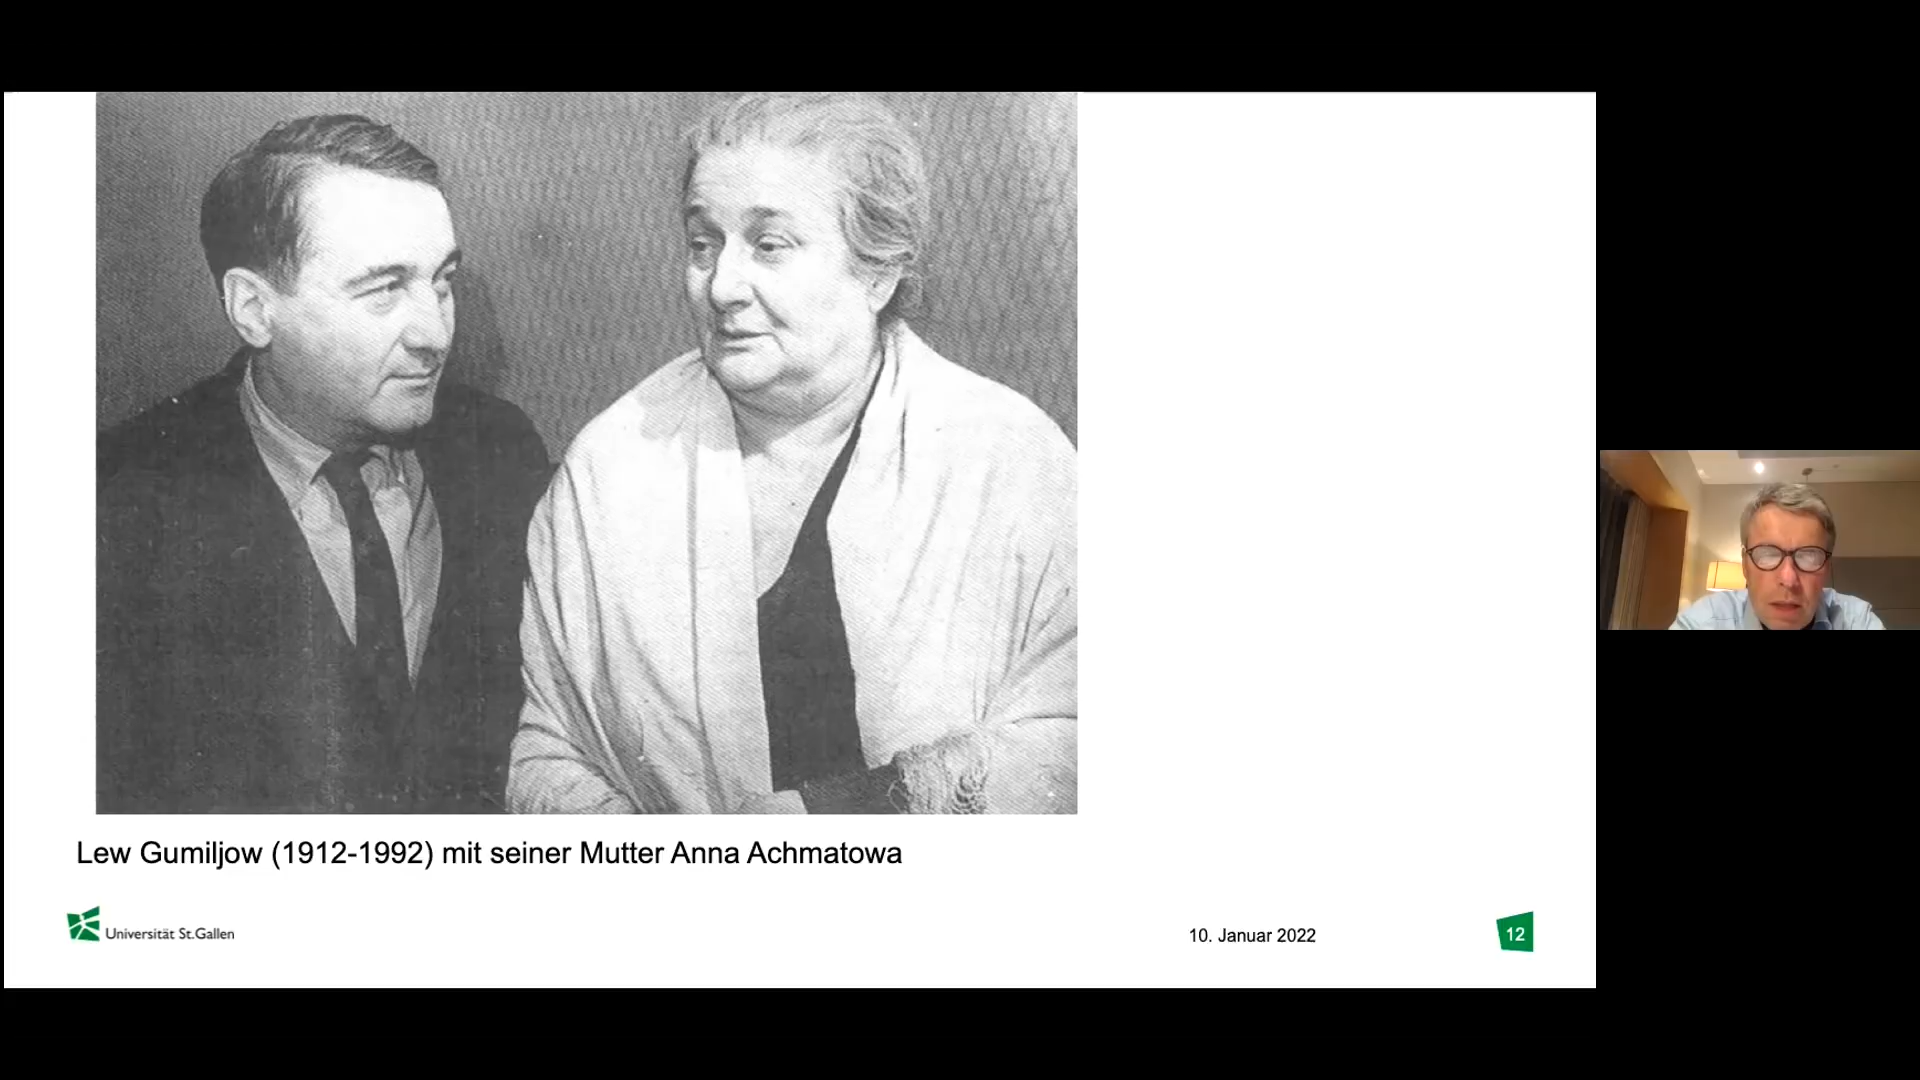 Lew Gumiljow (1912-1992) mit seiner Mutter Anna Achmatowa
Universität St.Gallen
10. Januar 2022
12